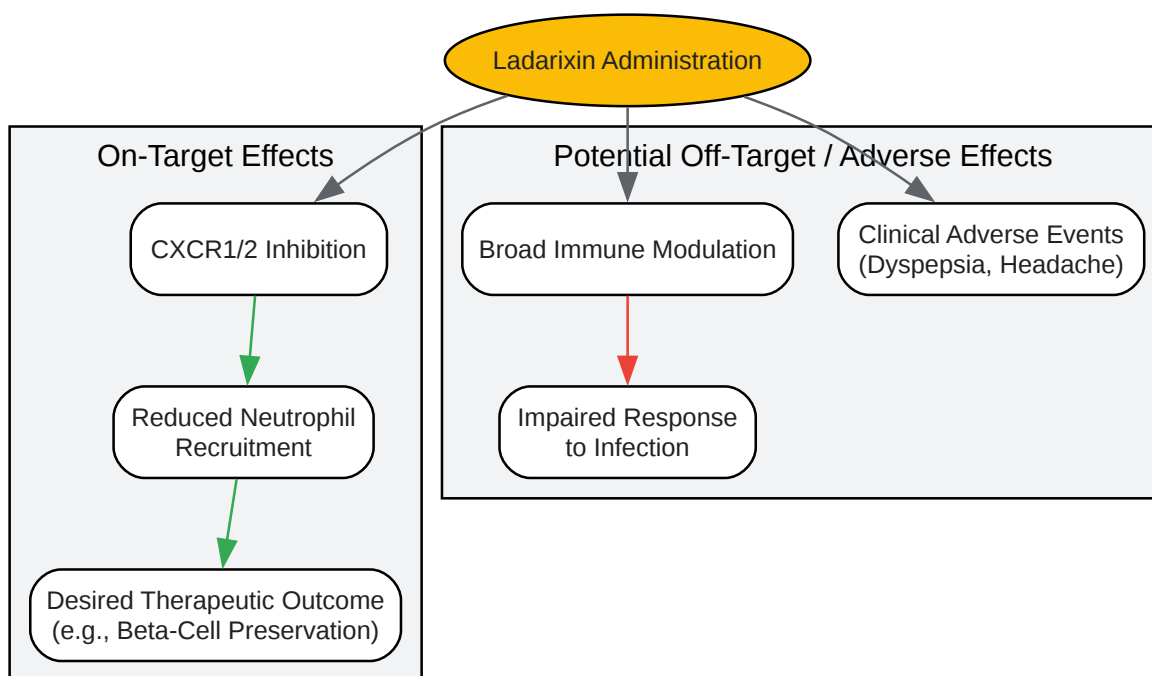 Ladarixin Administration
On-Target Effects
Potential Off-Target / Adverse Effects
CXCR1/2 Inhibition
Broad Immune Modulation
Clinical Adverse Events
(Dyspepsia, Headache)
Reduced Neutrophil
Recruitment
Impaired Response
to Infection
Desired Therapeutic Outcome
(e.g., Beta-Cell Preservation)